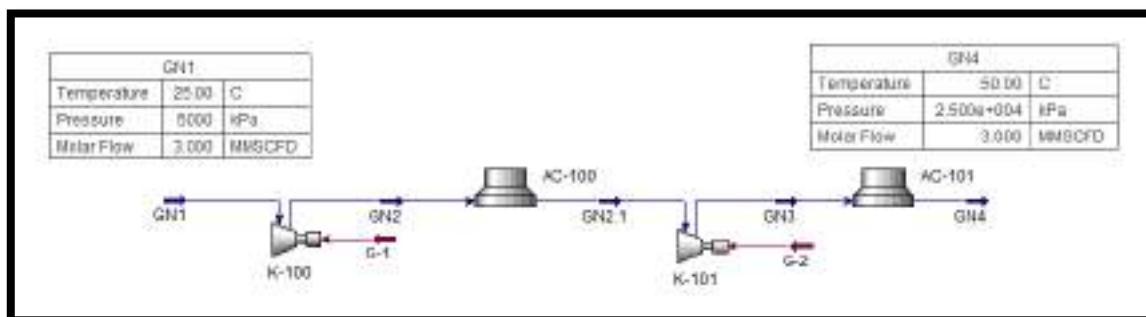 GN1
Temperature 25.00 C
Pressure 5000 kPa
Molar Flow 3.000 MMSCFD
GN4
Temperature 50.00 C
Pressure 2.500e+004 kPa
Molar Flow 3.000 MMSCFD
AC-100
AC-101
GN1
GN2
GN2.1
GN3
GN4
G-1
G-2
K-100
K-101